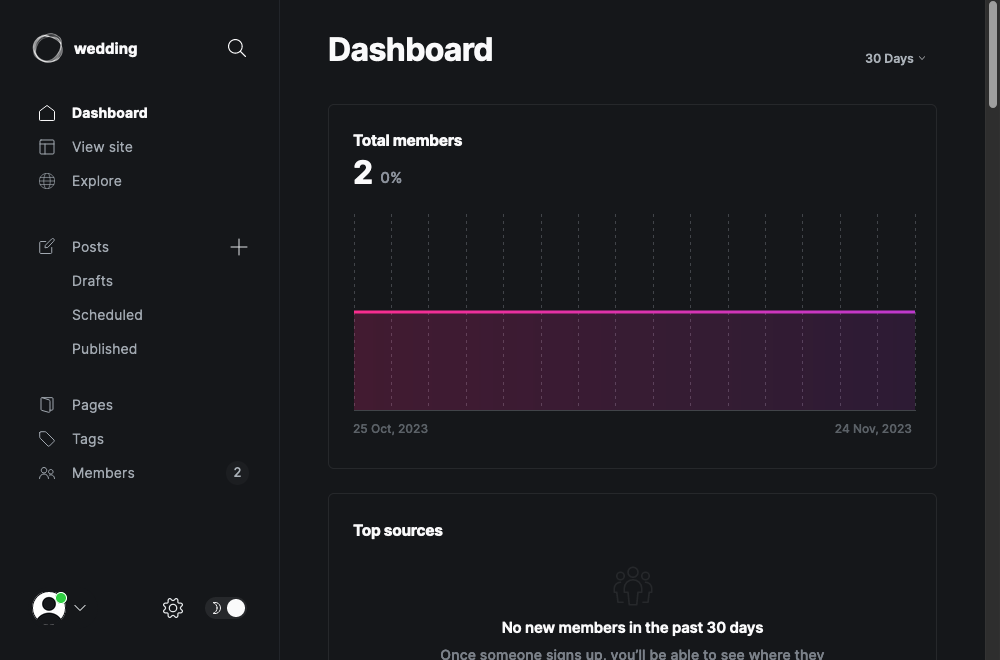 wedding
Dashboard
View site
Explore
Posts
Drafts
Scheduled
Published
Pages
Tags
Members 2
Dashboard
30 Days
Total members
2 0%
25 Oct, 2023 24 Nov, 2023
Top sources
No new members in the past 30 days
Once someone signs up, you'll be able to see where they